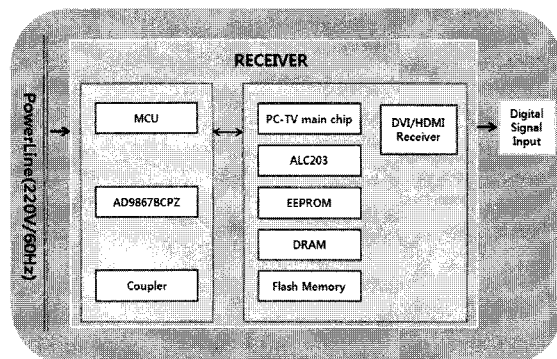 RECEIVER
PowerLine(220V/60Hz)
MCU
AD9867BCPZ
Coupler
PC-TV main chip
ALC203
EEPROM
DRAM
Flash Memory
DVI/HDMI
Receiver
Digital
Signal
Input